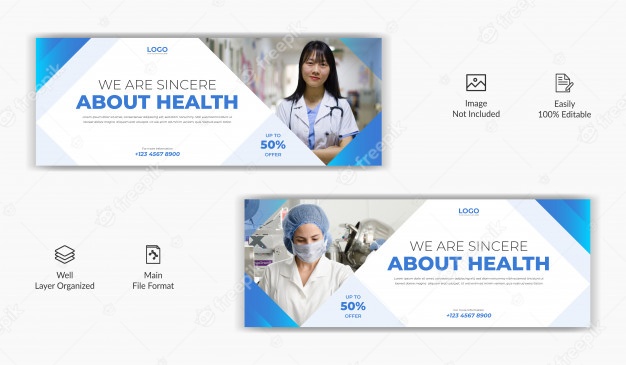 LOGO
WE ARE SINCERE
ABOUT HEALTH
+123 4567 8900
UP TO
50%
OFFER
Image
Not Included
Easily
100% Editable
Well
Layer Organized
Main
File Format
LOGO
WE ARE SINCERE
ABOUT HEALTH
+123 4567 8900
UP TO
50%
OFFER
freepik